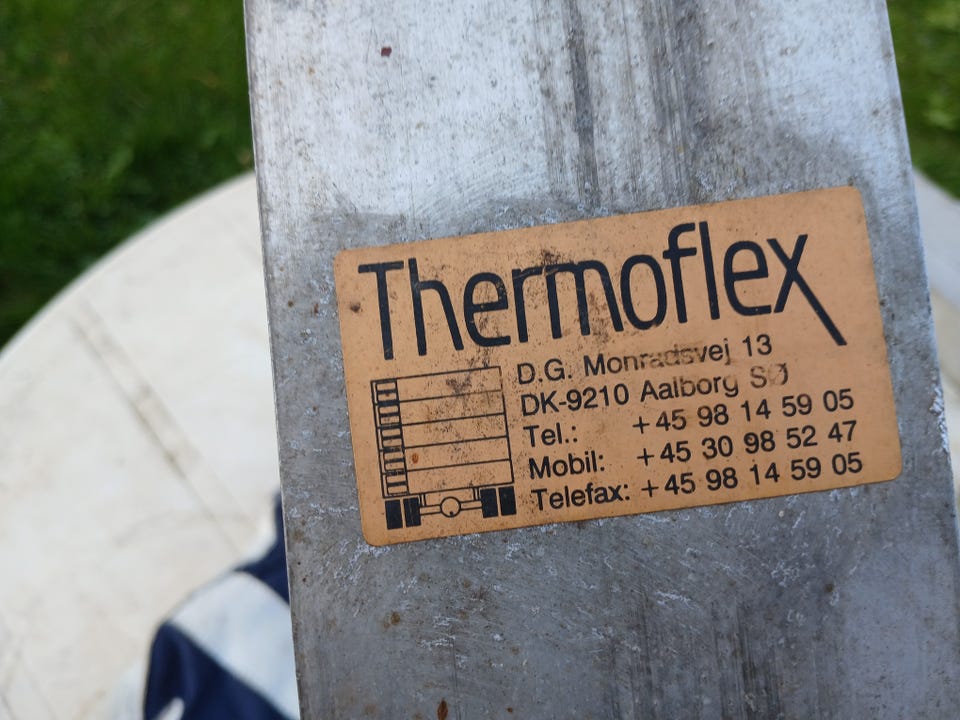 Thermoflex
D.G. Monradsvej 13
DK-9210 Aalborg SØ
Tel.: +45 98 14 59 05
Mobil: +45 30 98 52 47
Telefax: +45 98 14 59 05